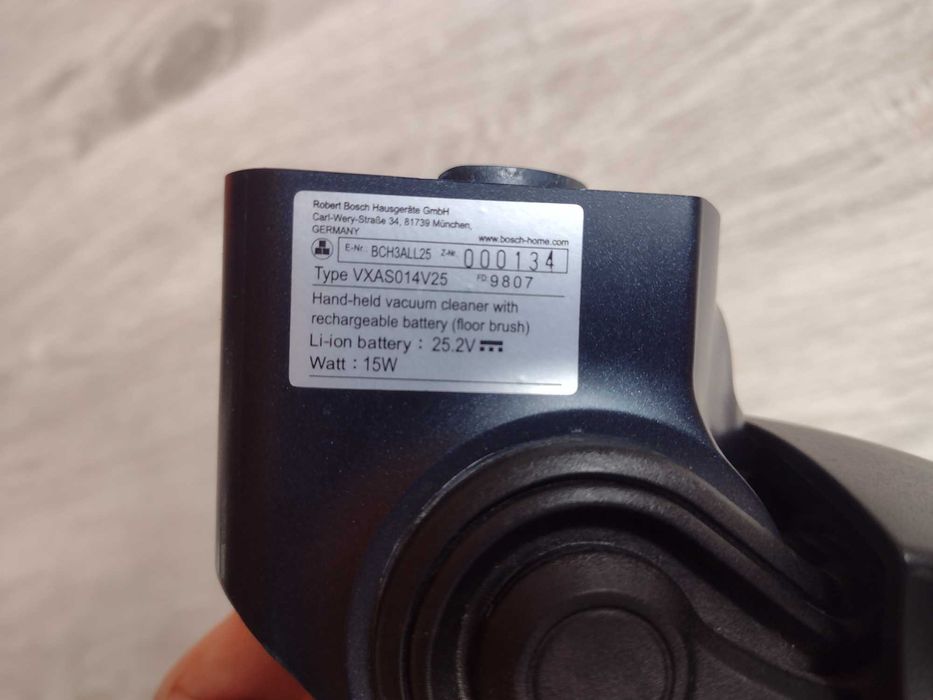 Robert Bosch Hausgeräte GmbH
Carl-Wery-Straße 34, 81739 München,
GERMANY
www.bosch-home.com
E-Nr.: BCH3ALL25 Z-Nr. 000134
Type VXAS014V25 FD: 9807
Hand-held vacuum cleaner with
rechargeable battery (floor brush)
Li-ion battery : 25.2V
Watt : 15W